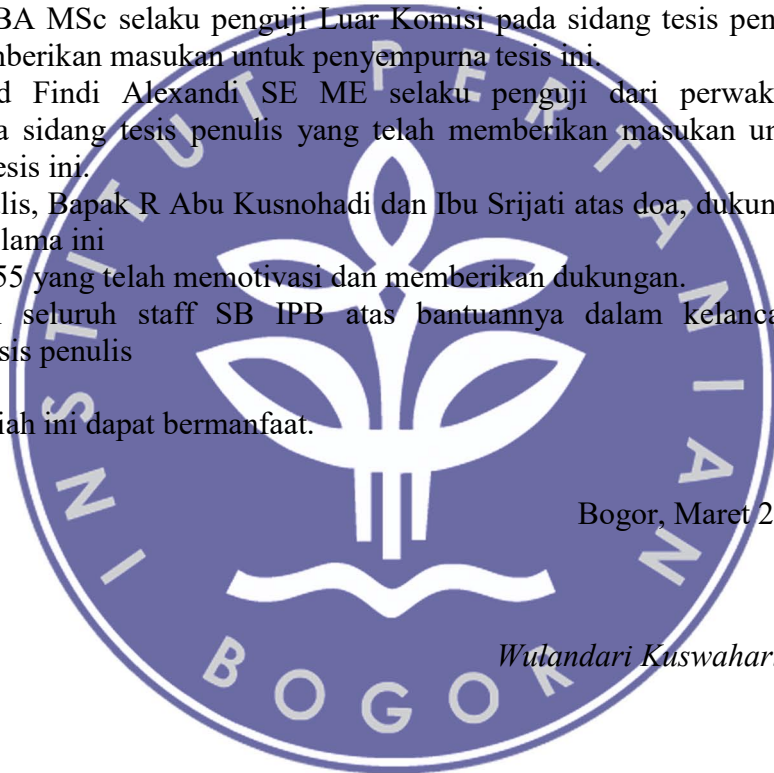 BA MSc selaku penguji Luar Komisi pada sidang tesis pen
mberikan masukan untuk penyempurna tesis ini.
d Findi Alexandi SE ME selaku penguji dari perwak
a sidang tesis penulis yang telah memberikan masukan un
esis ini.
lis, Bapak R Abu Kusnohadi dan Ibu Srijati atas doa, dukun
lama ini
55 yang telah memotivasi dan memberikan dukungan.
seluruh staff SB IPB atas bantuannya dalam kelanca
sis penulis
iah ini dapat bermanfaat.
Bogor, Maret 2
Wulandari Kuswahar
INSTITUT PERTANIAN
BOGOR